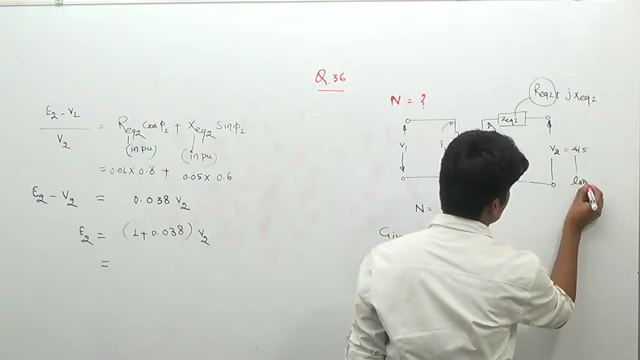 Q.36
E₂ - V₂ / V₂ = Req₂ cosφ₂ + Xeq₂ Sinφ₂
(in pu) (in pu)
= 0.01 x 0.8 + 0.05 x 0.6
E₂ - V₂ = 0.038 V₂
E₂ = (1 + 0.038) V₂
=
N = ?
Req₂ + j Xeq₂
Zeq₂
V₁
V₂ = 415
N =